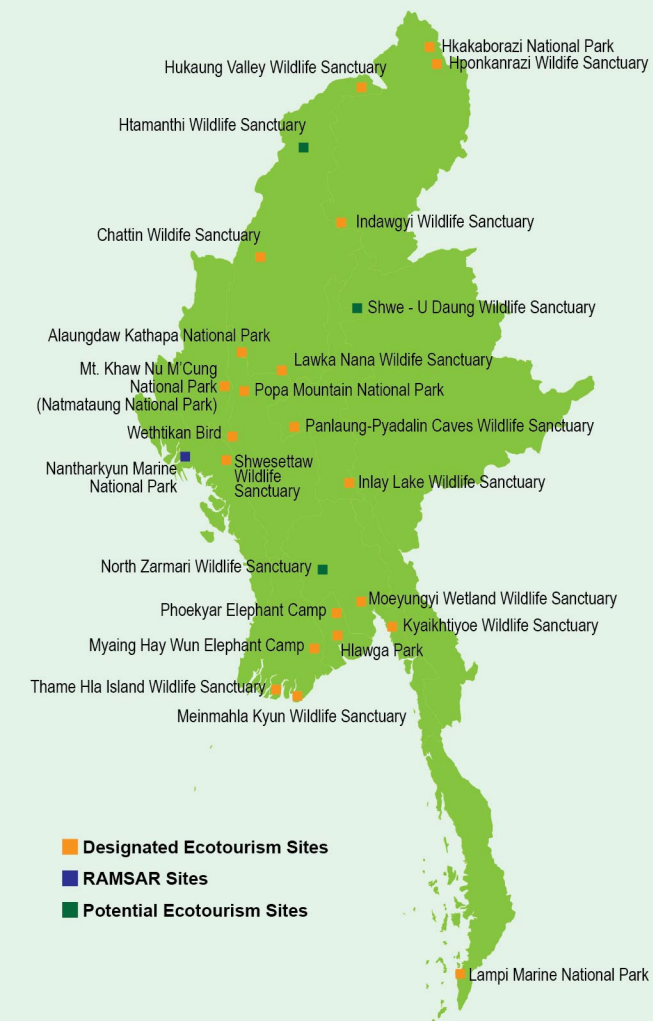 Hkakaborazi National Park
Hponkanrazi Widife Sanctuary
Hukaung Valley Wildlife Sanctuary
Htamanthi Wildlife Sanctuary
Indawgyi Wildlife Sanctuary
Chattin Widife Sanctuary
Shwe - U Daung Wildlife Sanctuary
Alaungdaw Kathapa National Park
Lawka Nana Wildife Sanctuary
Mt. Khaw Nu M'Cung
National Park
(Natmataung National Park)
Popa Mountain National Park
Panlaung-Pyadalin Caves Wildlife Sanctuary
Wethtikan Bird
Nantharkyun Marine
National Park
Shwesettaw
Wildlife
Sanctuary
Inlay Lake Wildlife Sanctuary
North Zarmari Wildlife Sanctuary
Moeyungyi Wetland Wildlife Sanctuary
Phoekyar Elephant Camp
Kyaikhtiyoe Wildlife Sanctuary
Myaing Hay Wun Elephant Camp
Hlawga Park
Thame Hla Island Wildlife Sanctuary
Meinmahla Kyun Wildlife Sanctuary
Designated Ecotourism Sites
RAMSAR Sites
Potential Ecotourism Sites
Lampi Marine National Park